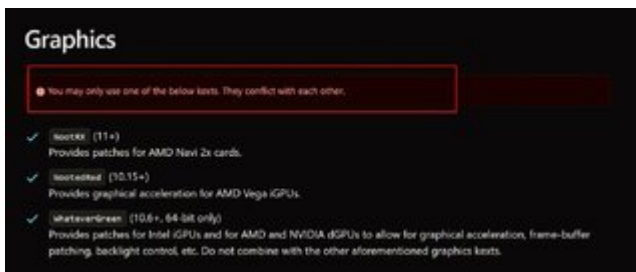 Graphics
You may only use one of the below kexts. They conflict with each other.
NootRX (11+)
Provides patches for AMD Navi 2x cards.
NootedRed (10.15+)
Provides graphical acceleration for AMD Vega iGPUs.
WhateverGreen (10.6+, 64-bit only)
Provides patches for Intel iGPUs and for AMD and NVIDIA dGPUs to allow for graphical acceleration, frame-buffer
patching, backlight control, etc. Do not combine with the other aforementioned graphics kexts.